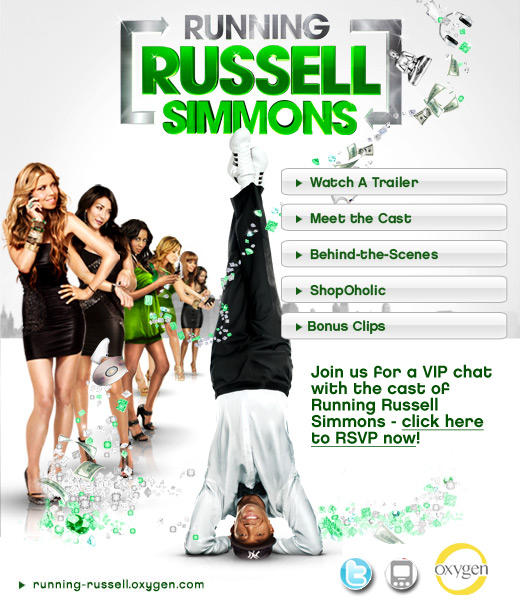 RUNNING
RUSSELL
SIMMONS
Watch A Trailer
Meet the Cast
Behind-the-Scenes
ShopOholic
Bonus Clips
Join us for a VIP chat
with the cast of
Running Russell
Simmons - click here
to RSVP now!
running-russell.oxygen.com
t
oxygen